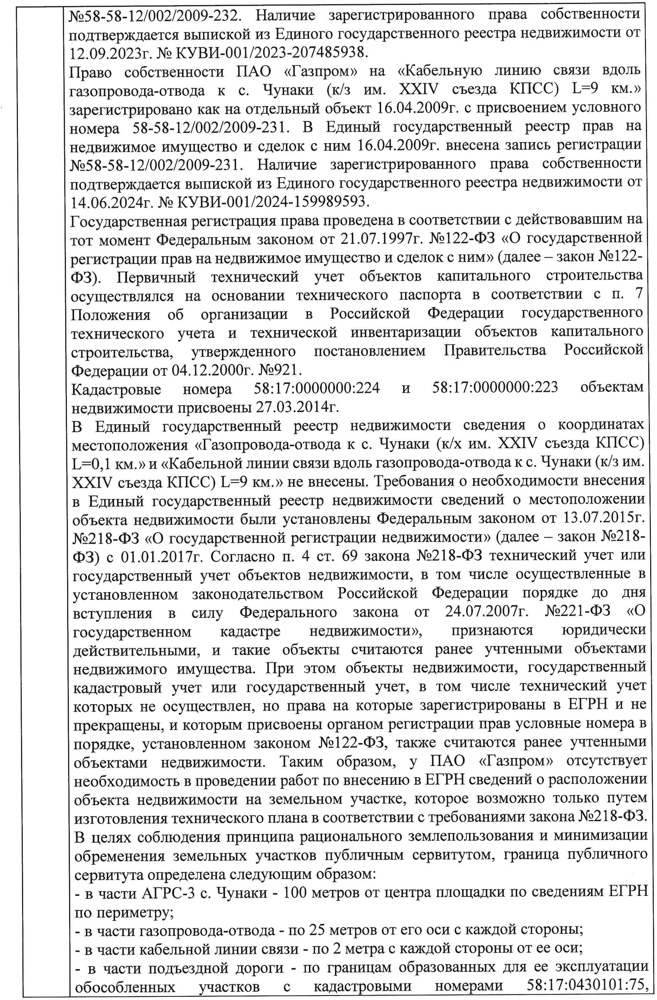 №58-58-12/002/2009-232. Наличие зарегистрированного права собственности
подтверждается выпиской из Единого государственного реестра недвижимости от
12.09.2023г. № КУВИ-001/2023-207485938.
Право собственности ПАО «Газпром» на «Кабельную линию связи вдоль
газопровода-отвода к с. Чунаки (к/з им. XXIV съезда КПСС) L=9 км.»
зарегистрировано как на отдельный объект 16.04.2009г. с присвоением условного
номера 58-58-12/002/2009-231. В Единый государственный реестр прав на
недвижимое имущество и сделок с ним 16.04.2009г. внесена запись регистрации
№58-58-12/002/2009-231. Наличие зарегистрированного права собственности
подтверждается выпиской из Единого государственного реестра недвижимости от
14.06.2024г. № КУВИ-001/2024-159989593.
Государственная регистрация права проведена в соответствии с действовавшим на
тот момент Федеральным законом от 21.07.1997г. №122-ФЗ «О государственной
регистрации прав на недвижимое имущество и сделок с ним» (далее – закон №122-
ФЗ). Первичный технический учет объектов капитального строительства
осуществлялся на основании технического паспорта в соответствии с п. 7
Положения об организации в Российской Федерации государственного
технического учета и технической инвентаризации объектов капитального
строительства, утвержденного постановлением Правительства Российской
Федерации от 04.12.2000г. №921.
Кадастровые номера 58:17:0000000:224 и 58:17:0000000:223 объектам
недвижимости присвоены 27.03.2014г.
В Единый государственный реестр недвижимости сведения о координатах
местоположения «Газопровода-отвода к с. Чунаки (к/х им. XXIV съезда КПСС)
L=0,1 км.» и «Кабельной линии связи вдоль газопровода-отвода к с. Чунаки (к/з им.
XXIV съезда КПСС) L=9 км.» не внесены. Требования о необходимости внесения
в Единый государственный реестр недвижимости сведений о местоположении
объекта недвижимости были установлены Федеральным законом от 13.07.2015г.
№218-ФЗ «О государственной регистрации недвижимости» (далее – закон №218-
ФЗ) с 01.01.2017г. Согласно п. 4 ст. 69 закона №218-ФЗ технический учет или
государственный учет объектов недвижимости, в том числе осуществленные в
установленном законодательством Российской Федерации порядке до дня
вступления в силу Федерального закона от 24.07.2007г. №221-ФЗ «О
государственном кадастре недвижимости», признаются юридически
действительными, и такие объекты считаются ранее учтенными объектами
недвижимого имущества. При этом объекты недвижимости, государственный
кадастровый учет или государственный учет, в том числе технический учет
которых не осуществлен, но права на которые зарегистрированы в ЕГРН и не
прекращены, и которым присвоены органом регистрации прав условные номера в
порядке, установленном законом №122-ФЗ, также считаются ранее учтенными
объектами недвижимости. Таким образом, у ПАО «Газпром» отсутствует
необходимость в проведении работ по внесению в ЕГРН сведений о расположении
объекта недвижимости на земельном участке, которое возможно только путем
изготовления технического плана в соответствии с требованиями закона №218-ФЗ.
В целях соблюдения принципа рационального землепользования и минимизации
обременения земельных участков публичным сервитутом, граница публичного
сервитута определена следующим образом:
- в части АГРС-3 с. Чунаки - 100 метров от центра площадки по сведениям ЕГРН
по периметру;
- в части газопровода-отвода - по 25 метров от его оси с каждой стороны;
- в части кабельной линии связи - по 2 метра с каждой стороны от ее оси;
- в части подъездной дороги - по границам образованных для ее эксплуатации
обособленных участков с кадастровыми номерами 58:17:0430101:75,